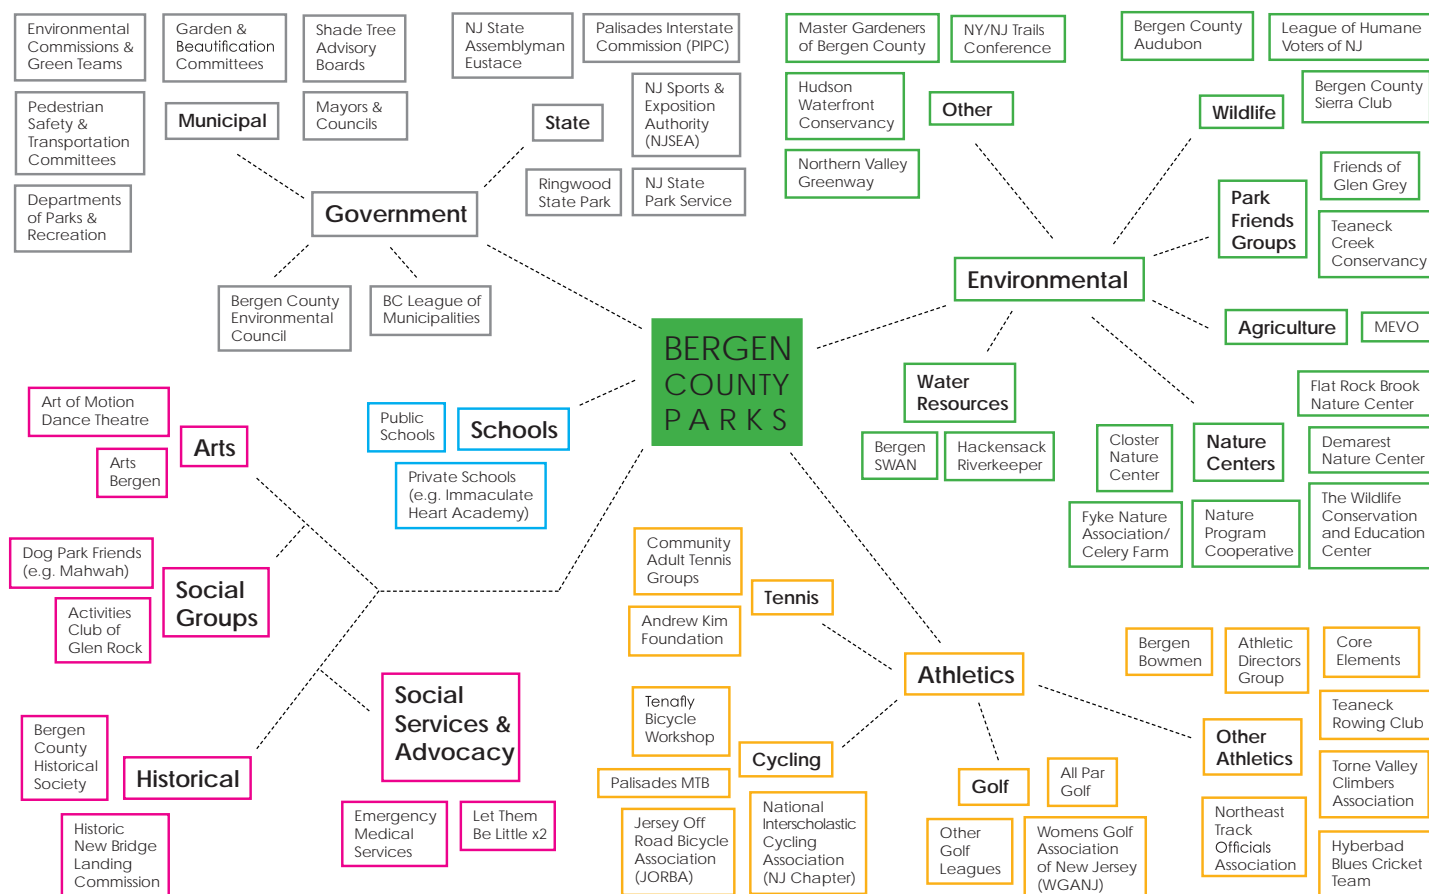 Environmental
Commissions &
Green Teams
Garden &
Beautification
Committees
Shade Tree
Advisory
Boards
Pedestrian
Safety &
Transportation
Committees
Municipal
Mayors &
Councils
Departments
of Parks &
Recreation
NJ State
Assemblyman
Eustace
Palisades Interstate
Commission (PIPC)
State
NJ Sports &
Exposition
Authority
(NJSEA)
Ringwood
State Park
NJ State
Park Service
Government
Bergen County
Environmental
Council
BC League of
Municipalities
Master Gardeners
of Bergen County
NY/NJ Trails
Conference
Hudson
Waterfront
Conservancy
Other
Northern Valley
Greenway
Bergen County
Audubon
League of Humane
Voters of NJ
Wildlife
Bergen County
Sierra Club
Park
Friends
Groups
Friends of
Glen Grey
Teaneck
Creek
Conservancy
Environmental
Agriculture
MEVO
Water
Resources
Bergen
SWAN
Hackensack
Riverkeeper
Flat Rock Brook
Nature Center
Closter
Nature
Center
Nature
Centers
Demarest
Nature Center
Fyke Nature
Association/
Celery Farm
Nature
Program
Cooperative
The Wildlife
Conservation
and Education
Center
BERGEN
COUNTY
PARKS
Public
Schools
Schools
Private Schools
(e.g. Immaculate
Heart Academy)
Art of Motion
Dance Theatre
Arts
Arts
Bergen
Dog Park Friends
(e.g. Mahwah)
Social
Groups
Activities
Club of
Glen Rock
Social
Services &
Advocacy
Emergency
Medical
Services
Let Them
Be Little x2
Bergen
County
Historical
Society
Historical
Historic
New Bridge
Landing
Commission
Community
Adult Tennis
Groups
Tennis
Andrew Kim
Foundation
Athletics
Tenafly
Bicycle
Workshop
Cycling
Palisades MTB
Jersey Off
Road Bicycle
Association
(JORBA)
National
Interscholastic
Cycling
Association
(NJ Chapter)
Golf
All Par
Golf
Other
Golf
Leagues
Womens Golf
Association
of New Jersey
(WGANJ)
Bergen
Bowmen
Athletic
Directors
Group
Core
Elements
Teaneck
Rowing Club
Other
Athletics
Torne Valley
Climbers
Association
Northeast
Track
Officials
Association
Hyberbad
Blues Cricket
Team